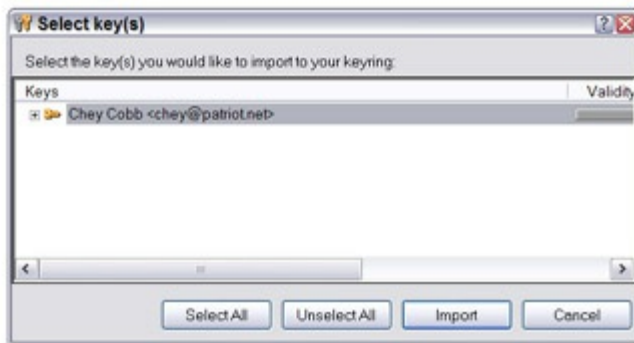 Select key(s)
Select the key(s) you would like to import to your keyring:
Keys Validity
Chey Cobb <chey@patriot.net>
Select All Unselect All Import Cancel